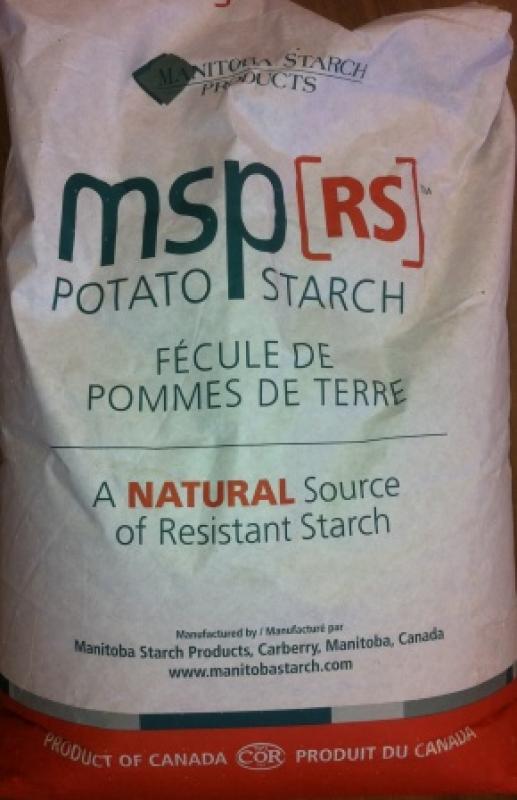 MANITOBA STARCH
PRODUCTS
msp[RS]™
POTATO STARCH
FÉCULE DE
POMMES DE TERRE
A NATURAL Source
of Resistant Starch
Manufactured by / Manufacturé par
Manitoba Starch Products, Carberry, Manitoba, Canada
www.manitobastarch.com
PRODUCT OF CANADA COR PRODUIT DU CANADA